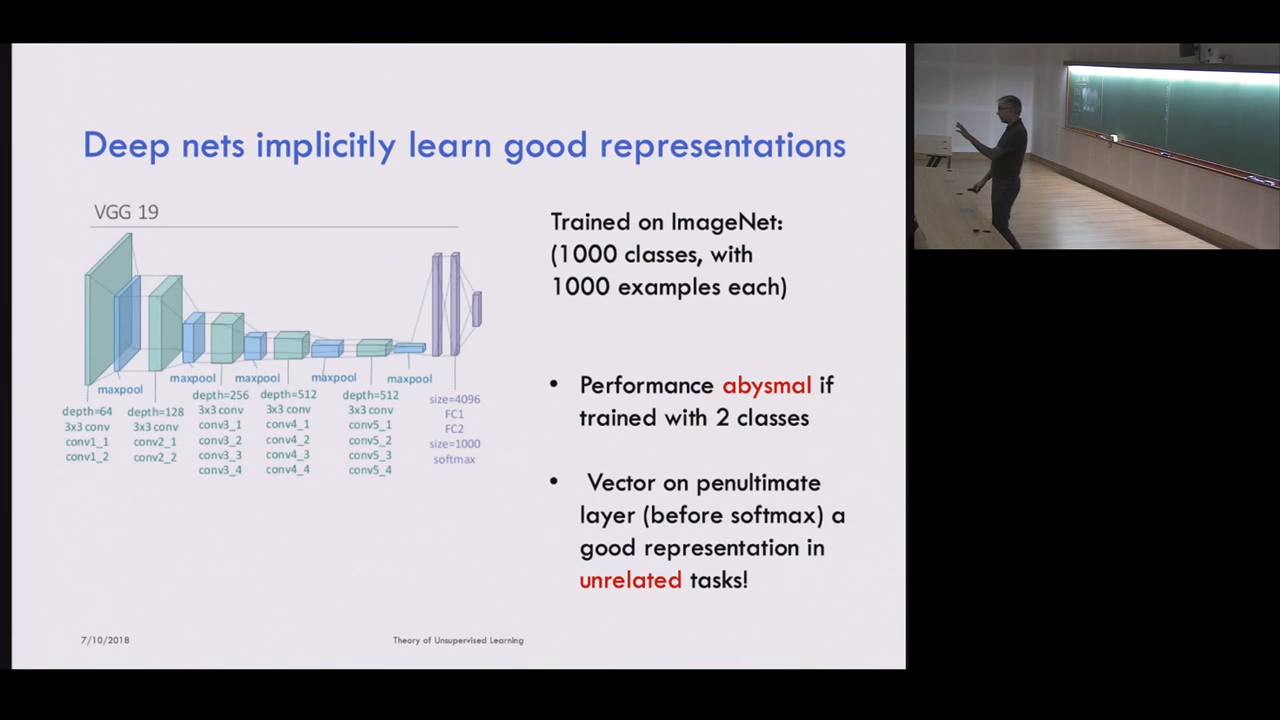 Deep nets implicitly learn good representations
VGG 19
maxpool
maxpool
maxpool
maxpool
maxpool
depth=64
3x3 conv
conv1_1
conv1_2
depth=128
3x3 conv
conv2_1
conv2_2
depth=256
3x3 conv
conv3_1
conv3_2
conv3_3
conv3_4
depth=512
3x3 conv
conv4_1
conv4_2
conv4_3
conv4_4
depth=512
3x3 conv
conv5_1
conv5_2
conv5_3
conv5_4
size=4096
FC1
FC2
size=1000
softmax
Trained on ImageNet:
(1000 classes, with
1000 examples each)
• Performance abysmal if
trained with 2 classes
• Vector on penultimate
layer (before softmax) a
good representation in
unrelated tasks!
7/10/2018
Theory of Unsupervised Learning